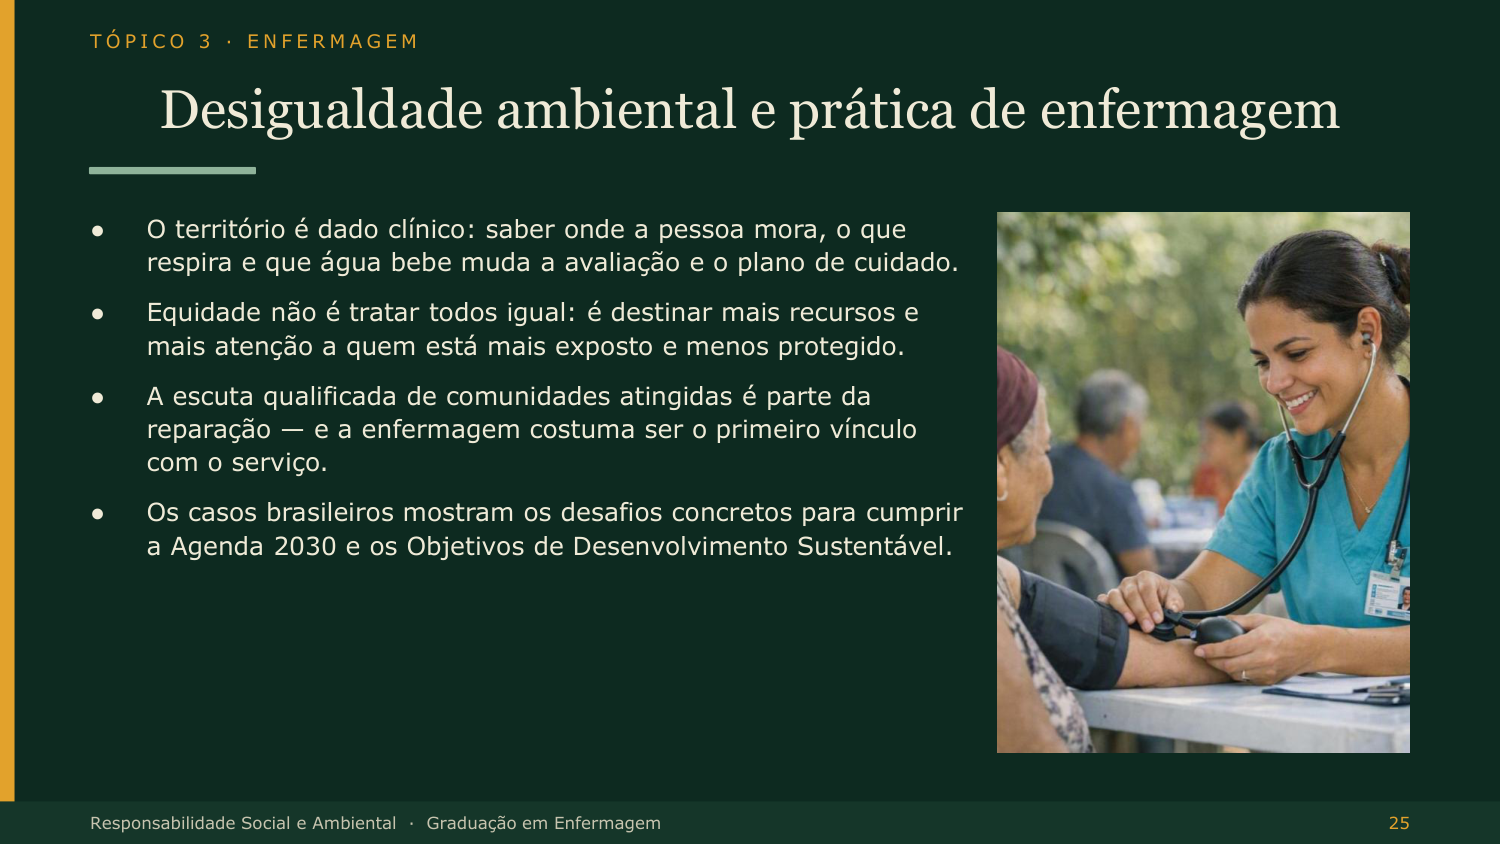 TÓPICO 3 · ENFERMAGEM
Desigualdade ambiental e prática de enfermagem
● O território é dado clínico: saber onde a pessoa mora, o que
respira e que água bebe muda a avaliação e o plano de cuidado.
● Equidade não é tratar todos igual: é destinar mais recursos e
mais atenção a quem está mais exposto e menos protegido.
● A escuta qualificada de comunidades atingidas é parte da
reparação — e a enfermagem costuma ser o primeiro vínculo
com o serviço.
● Os casos brasileiros mostram os desafios concretos para cumprir
a Agenda 2030 e os Objetivos de Desenvolvimento Sustentável.
Responsabilidade Social e Ambiental · Graduação em Enfermagem
25